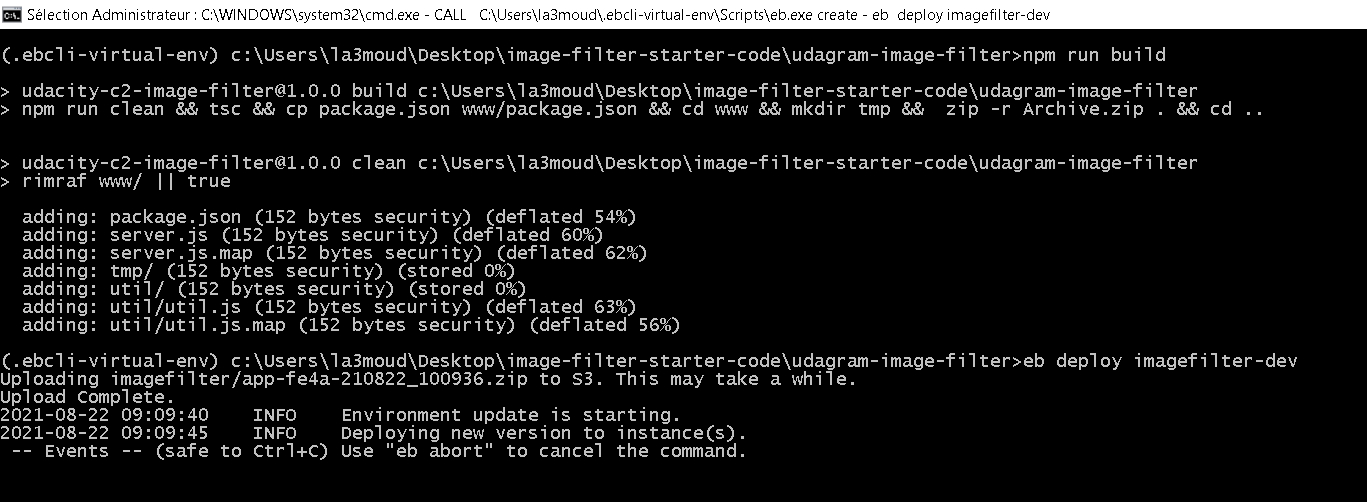 Sélection Administrateur : C:\WINDOWS\system32\cmd.exe - CALL C:\Users\la3moud\.ebcli-virtual-env\Scripts\eb.exe create - eb deploy imagefilter-dev
(.ebcli-virtual-env) c:\Users\la3moud\Desktop\image-filter-starter-code\udagram-image-filter>npm run build
> udacity-c2-image-filter@1.0.0 build c:\Users\la3moud\Desktop\image-filter-starter-code\udagram-image-filter
> npm run clean && tsc && cp package.json www/package.json && cd www && mkdir tmp &&  zip -r Archive.zip . && cd ..
> udacity-c2-image-filter@1.0.0 clean c:\Users\la3moud\Desktop\image-filter-starter-code\udagram-image-filter
> rimraf www/ || true
adding: package.json (152 bytes security) (deflated 54%)
adding: server.js (152 bytes security) (deflated 60%)
adding: server.js.map (152 bytes security) (deflated 62%)
adding: tmp/ (152 bytes security) (stored 0%)
adding: util/ (152 bytes security) (stored 0%)
adding: util/util.js (152 bytes security) (deflated 63%)
adding: util/util.js.map (152 bytes security) (deflated 56%)
(.ebcli-virtual-env) c:\Users\la3moud\Desktop\image-filter-starter-code\udagram-image-filter>eb deploy imagefilter-dev
Uploading imagefilter/app-fe4a-210822_100936.zip to S3. This may take a while.
Upload Complete.
2021-08-22 09:09:40    INFO    Environment update is starting.
2021-08-22 09:09:45    INFO    Deploying new version to instance(s).
-- Events -- (safe to Ctrl+C) Use "eb abort" to cancel the command.